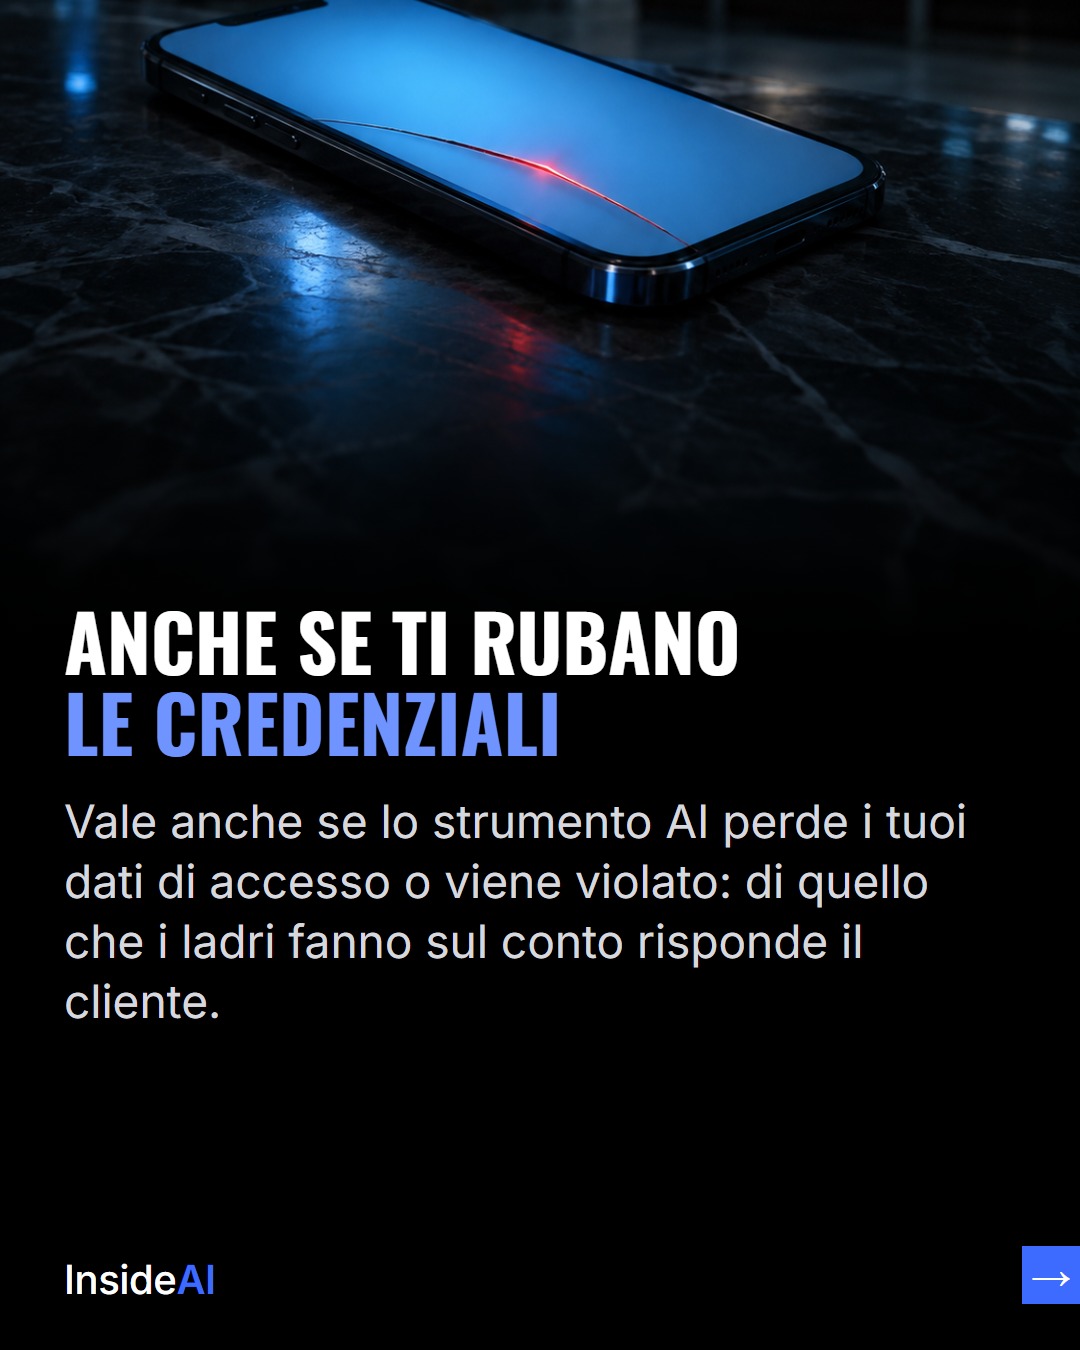 ANCHE SE TI RUBANO
LE CREDENZIALI
Vale anche se lo strumento AI perde i tuoi
dati di accesso o viene violato: di quello
che i ladri fanno sul conto risponde il
cliente.
InsideAI
→